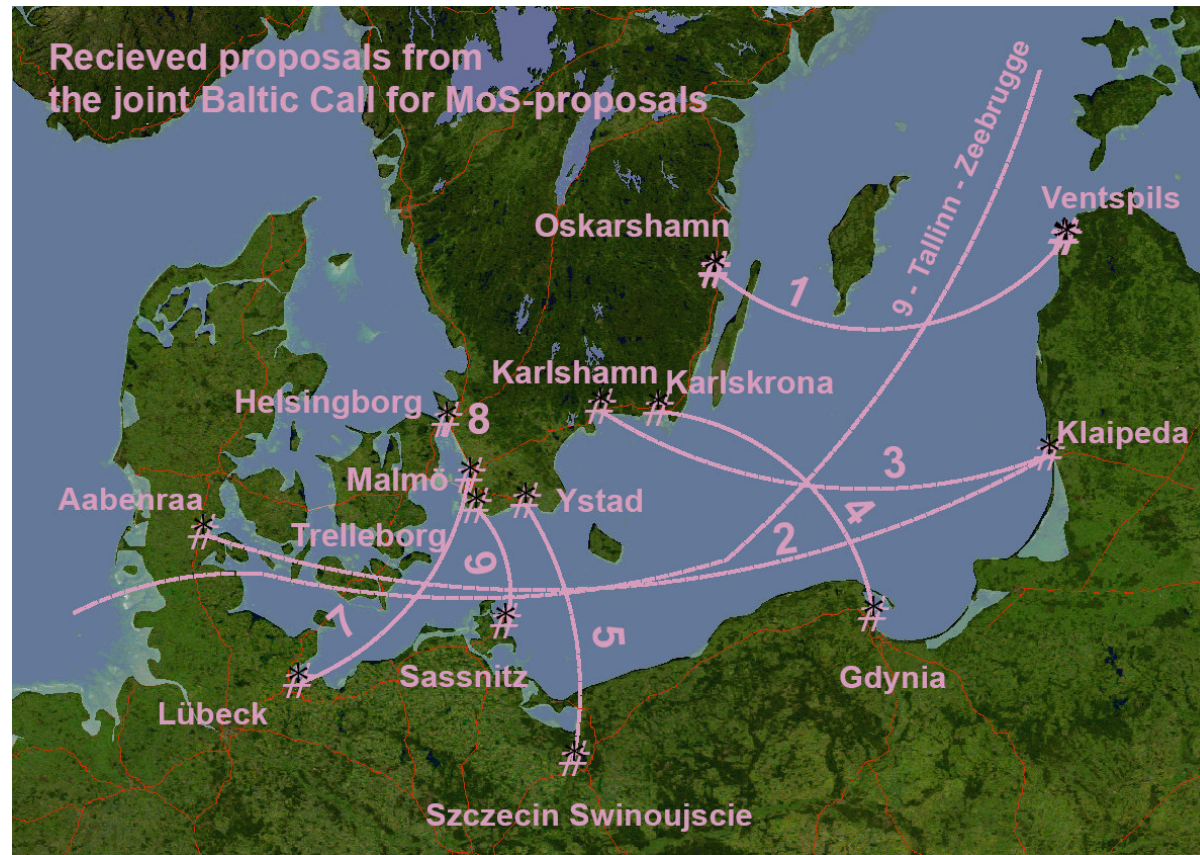 Recieved proposals from
the joint Baltic Call for MoS-proposals
9 - Tallinn - Zeebrugge
Ventspils
Oskarshamn
1
Karlshamn
Karlskrona
Helsingborg
8
Klaipeda
3
Malmö
Aabenraa
Ystad
4
Trelleborg
2
6
7
5
Sassnitz
Gdynia
Lübeck
Szczecin Swinoujscie